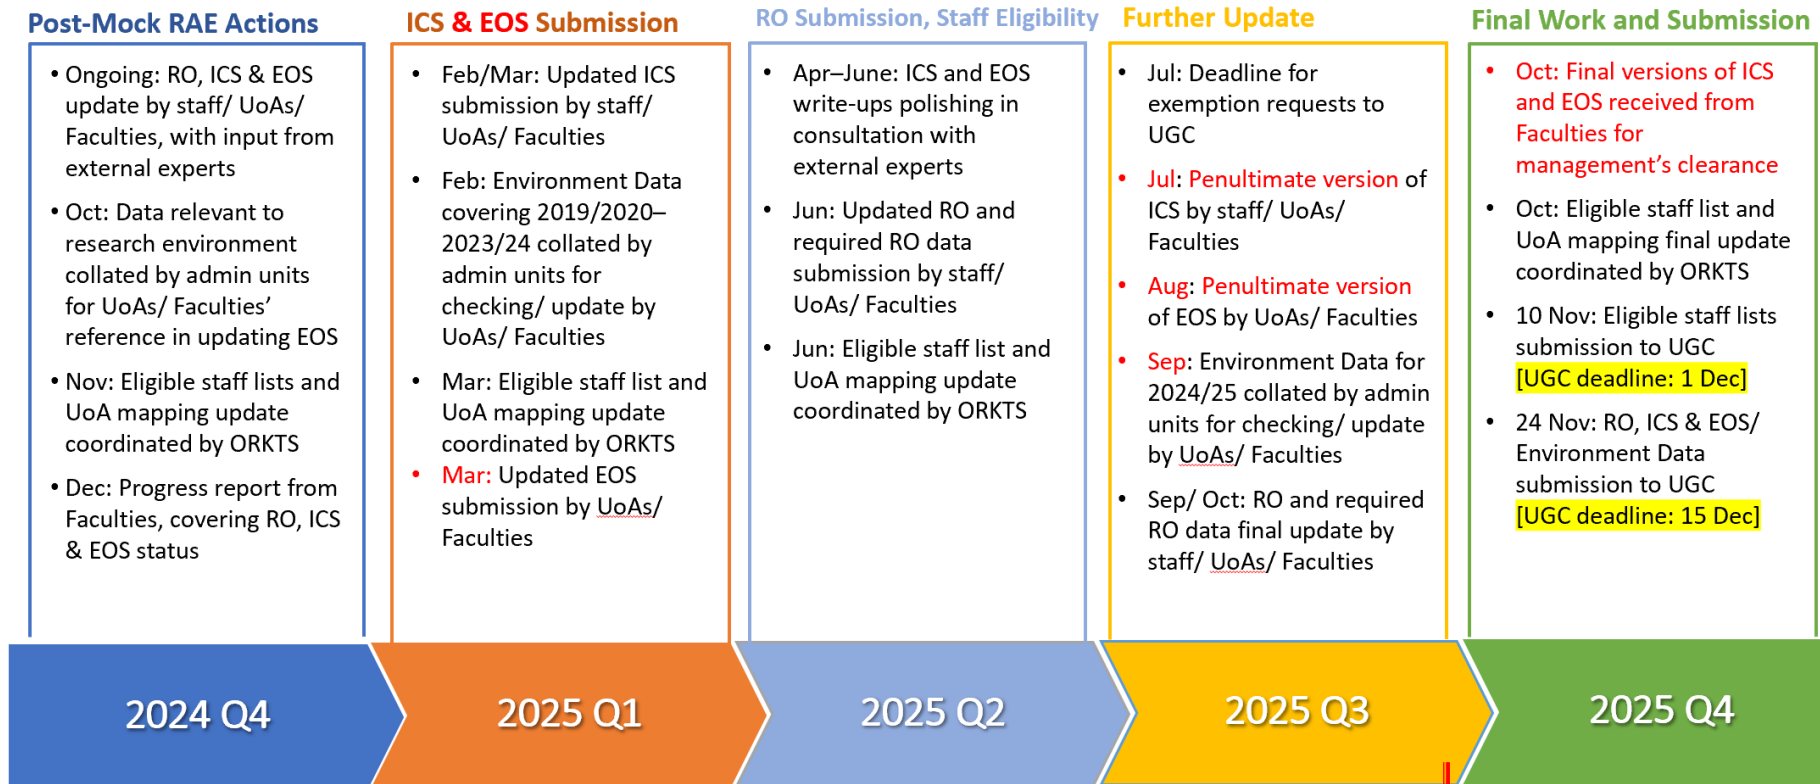 Post-Mock RAE Actions
• Ongoing: RO, ICS & EOS
update by staff/ UoAs/
Faculties, with input from
external experts
• Oct: Data relevant to
research environment
collated by admin units
for UoAs/ Faculties’
reference in updating EOS
• Nov: Eligible staff lists and
UoA mapping update
coordinated by ORKTS
• Dec: Progress report from
Faculties, covering RO, ICS
& EOS status
2024 Q4
ICS & EOS Submission
• Feb/Mar: Updated ICS
submission by staff/
UoAs/ Faculties
• Feb: Environment Data
covering 2019/2020–
2023/24 collated by
admin units for
checking/ update by
UoAs/ Faculties
• Mar: Eligible staff list and
UoA mapping update
coordinated by ORKTS
• Mar: Updated EOS
submission by UoAs/
Faculties
2025 Q1
RO Submission, Staff Eligibility
• Apr–June: ICS and EOS
write-ups polishing in
consultation with
external experts
• Jun: Updated RO and
required RO data
submission by staff/
UoAs/ Faculties
• Jun: Eligible staff list and
UoA mapping update
coordinated by ORKTS
2025 Q2
Further Update
• Jul: Deadline for
exemption requests to
UGC
• Jul: Penultimate version of
ICS by staff/ UoAs/
Faculties
• Aug: Penultimate version
of EOS by UoAs/ Faculties
• Sep: Environment Data for
2024/25 collated by admin
units for checking/ update
by UoAs/ Faculties
• Sep/ Oct: RO and required
RO data final update by
staff/ UoAs/ Faculties
2025 Q3
Final Work and Submission
• Oct: Final versions of ICS
and EOS received from
Faculties for
management’s clearance
• Oct: Eligible staff list and
UoA mapping final update
coordinated by ORKTS
• 10 Nov: Eligible staff lists
submission to UGC
[UGC deadline: 1 Dec]
• 24 Nov: RO, ICS & EOS/
Environment Data
submission to UGC
[UGC deadline: 15 Dec]
2025 Q4